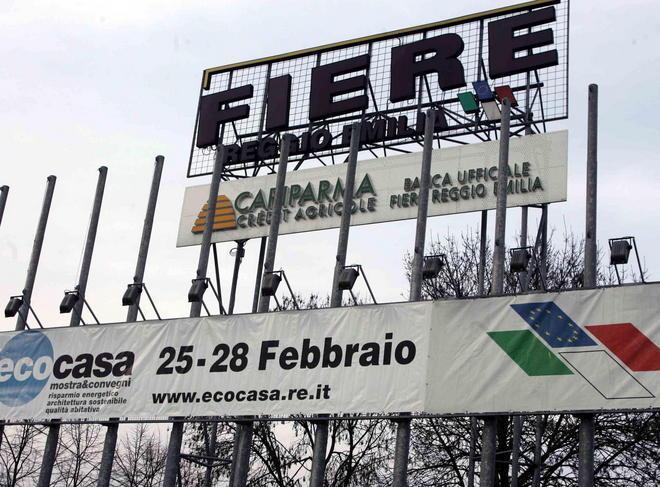 FIERE
REGGIO EMILIA
CARIPARMA
CRÉDIT AGRICOLE
BANCA UFFICIALE
FIERE REGGIO EMILIA
ecocasa
mostra&convegni
risparmio energetico
architettura sostenibile
qualità abitativa
25-28 Febbraio
www.ecocasa.re.it